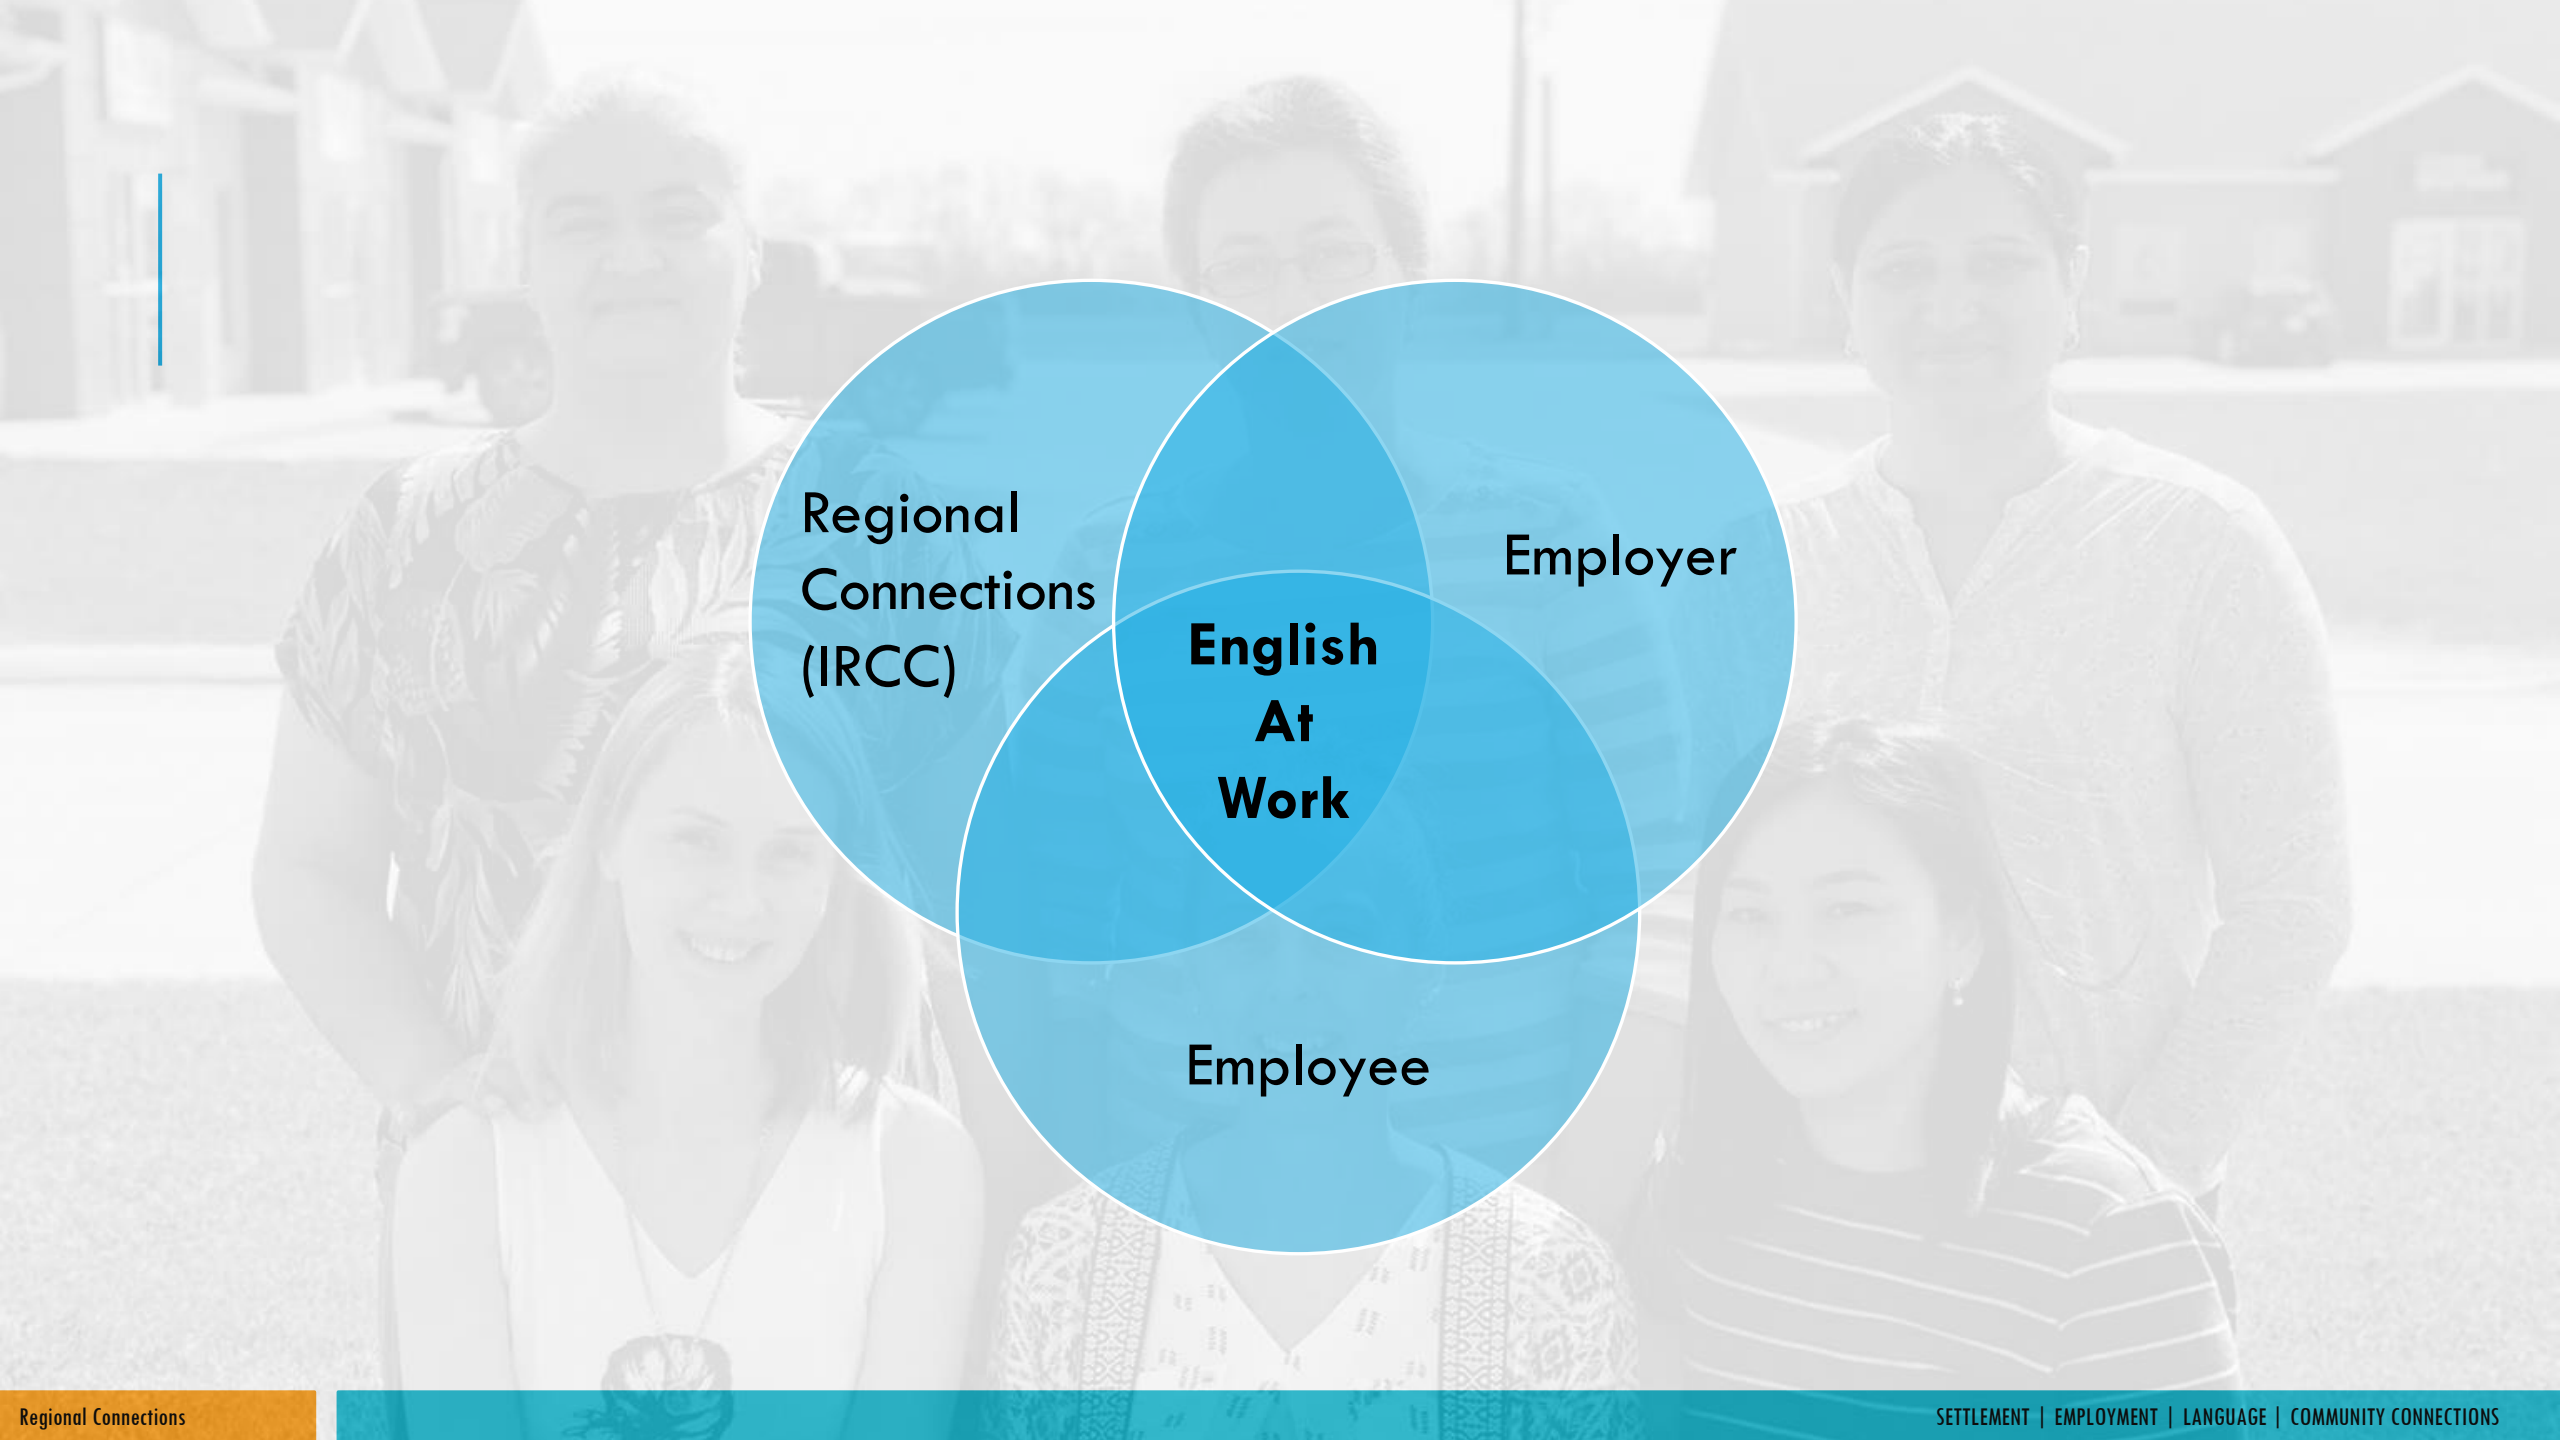 Regional
Connections
(IRCC)
Employer
English
At
Work
Employee
Regional Connections
SETTLEMENT | EMPLOYMENT | LANGUAGE | COMMUNITY CONNECTIONS